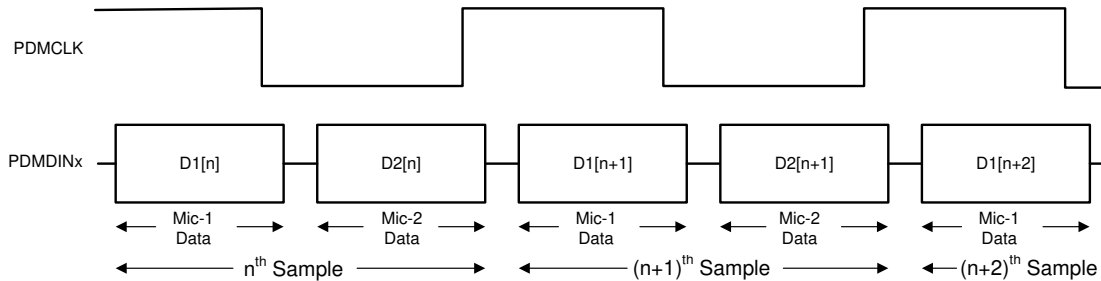 PDMCLK
PDMDINx
D1[n]
D2[n]
D1[n+1]
D2[n+1]
D1[n+2]
Mic-1
Data
Mic-2
Data
Mic-1
Data
Mic-2
Data
Mic-1
Data
nth Sample
(n+1)th Sample
(n+2)th Sample